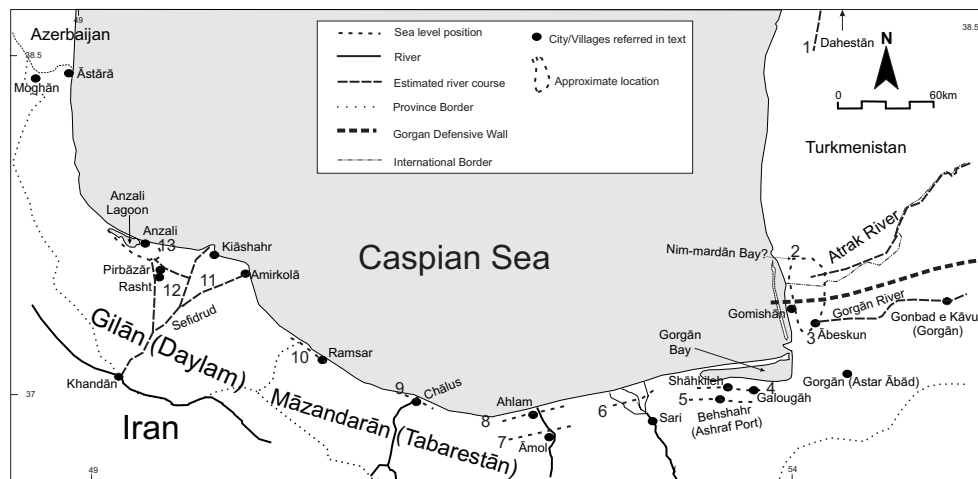 49
38.5
Azerbaijan
Āstārā
Moghān
Sea level position
River
Estimated river course
Province Border
Gorgan Defensive Wall
International Border
City/Villages referred in text
Approximate location
1
Dahestān
38.5
N
0 60km
Turkmenistan
Anzali
Lagoon
Anzali
13
Kiāshahr
Pirbāzār
Rasht
12
11
Amirkolā
Sefidrud
Gilān (Daylam)
Khandān
Caspian Sea
Nim-mardān Bay?
2
Atrak River
Gomishān
Gorgān River
3
Ābeskun
Gonbad e Kāvu
(Gorgān)
Gorgān
Bay
10
Ramsar
Māzandarān (Tabarestān)
9
Chālus
Ahlam
8
7
Āmol
6
Sari
Shāhkileh
4
Galougāh
5
Behshahr
(Ashraf Port)
Gorgān (Astar Ābād)
37
Iran
49
54